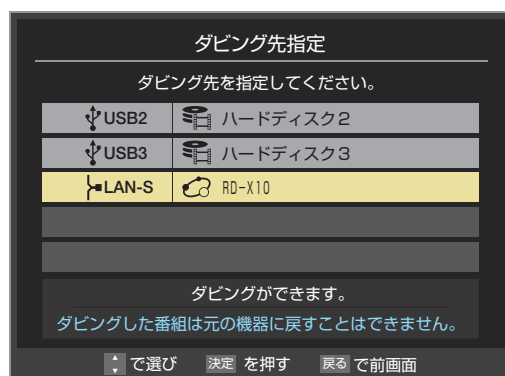 ダビング先指定
ダビング先を指定してください。
USB2 ハードディスク2
USB3 ハードディスク3
LAN-S RD-X10
ダビングができます。
ダビングした番組は元の機器に戻すことはできません。
で選び 決定 を押す 戻る で前画面